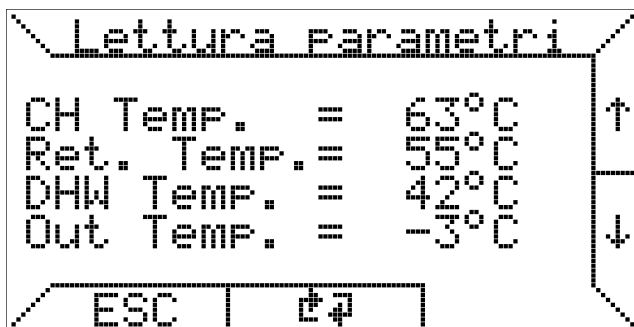 Lettura parametri
CH Temp. = 63°C
Ret. Temp.= 55°C
DHW Temp. = 42°C
Out Temp. = -3°C
ESC